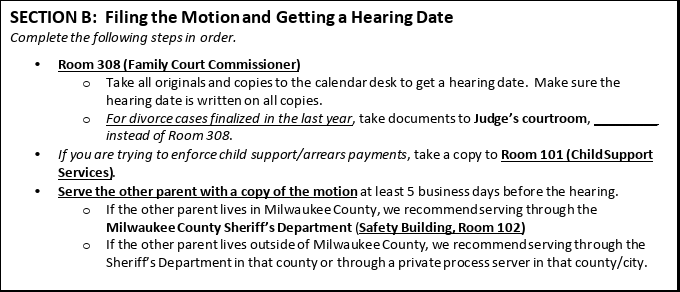 SECTION B: Filing the Motion and Getting a Hearing Date
Complete the following steps in order.
• Room 308 (Family Court Commissioner)
o Take all originals and copies to the calendar desk to get a hearing date. Make sure the
hearing date is written on all copies.
o For divorce cases finalized in the last year, take documents to Judge's courtroom, _________
instead of Room 308.
• If you are trying to enforce child support/arrears payments, take a copy to Room 101 (Child Support
Services).
• Serve the other parent with a copy of the motion at least 5 business days before the hearing.
o If the other parent lives in Milwaukee County, we recommend serving through the
Milwaukee County Sheriff's Department (Safety Building, Room 102)
o If the other parent lives outside of Milwaukee County, we recommend serving through the
Sheriff's Department in that county or through a private process server in that county/city.